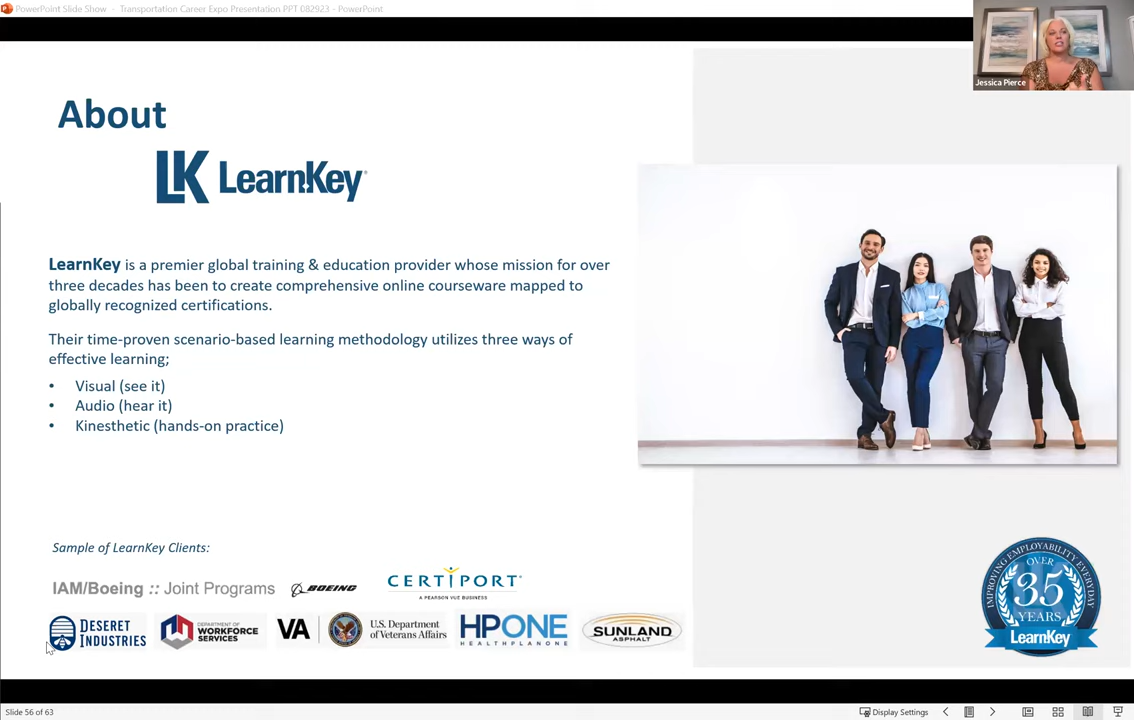 PowerPoint Slide Show - Transportation Career Expo Presentation PPT 082923 - PowerPoint
Jessica Pierce
About
LK LearnKey®
LearnKey is a premier global training & education provider whose mission for over
three decades has been to create comprehensive online courseware mapped to
globally recognized certifications.
Their time-proven scenario-based learning methodology utilizes three ways of
effective learning;
• Visual (see it)
• Audio (hear it)
• Kinesthetic (hands-on practice)
Sample of LearnKey Clients:
IAM/Boeing :: Joint Programs
BOEING
CERTIPORT®
A PEARSON VUE BUSINESS
DESERET
INDUSTRIES
DEPARTMENT OF
WORKFORCE
SERVICES
VA
U.S. Department
of Veterans Affairs
HPONE
HEALTHPLANONE
SUNLAND
ASPHALT
IMPROVING EMPLOYABILITY EVERYDAY
OVER
35
YEARS
LearnKey
Slide 56 of 63
Display Settings